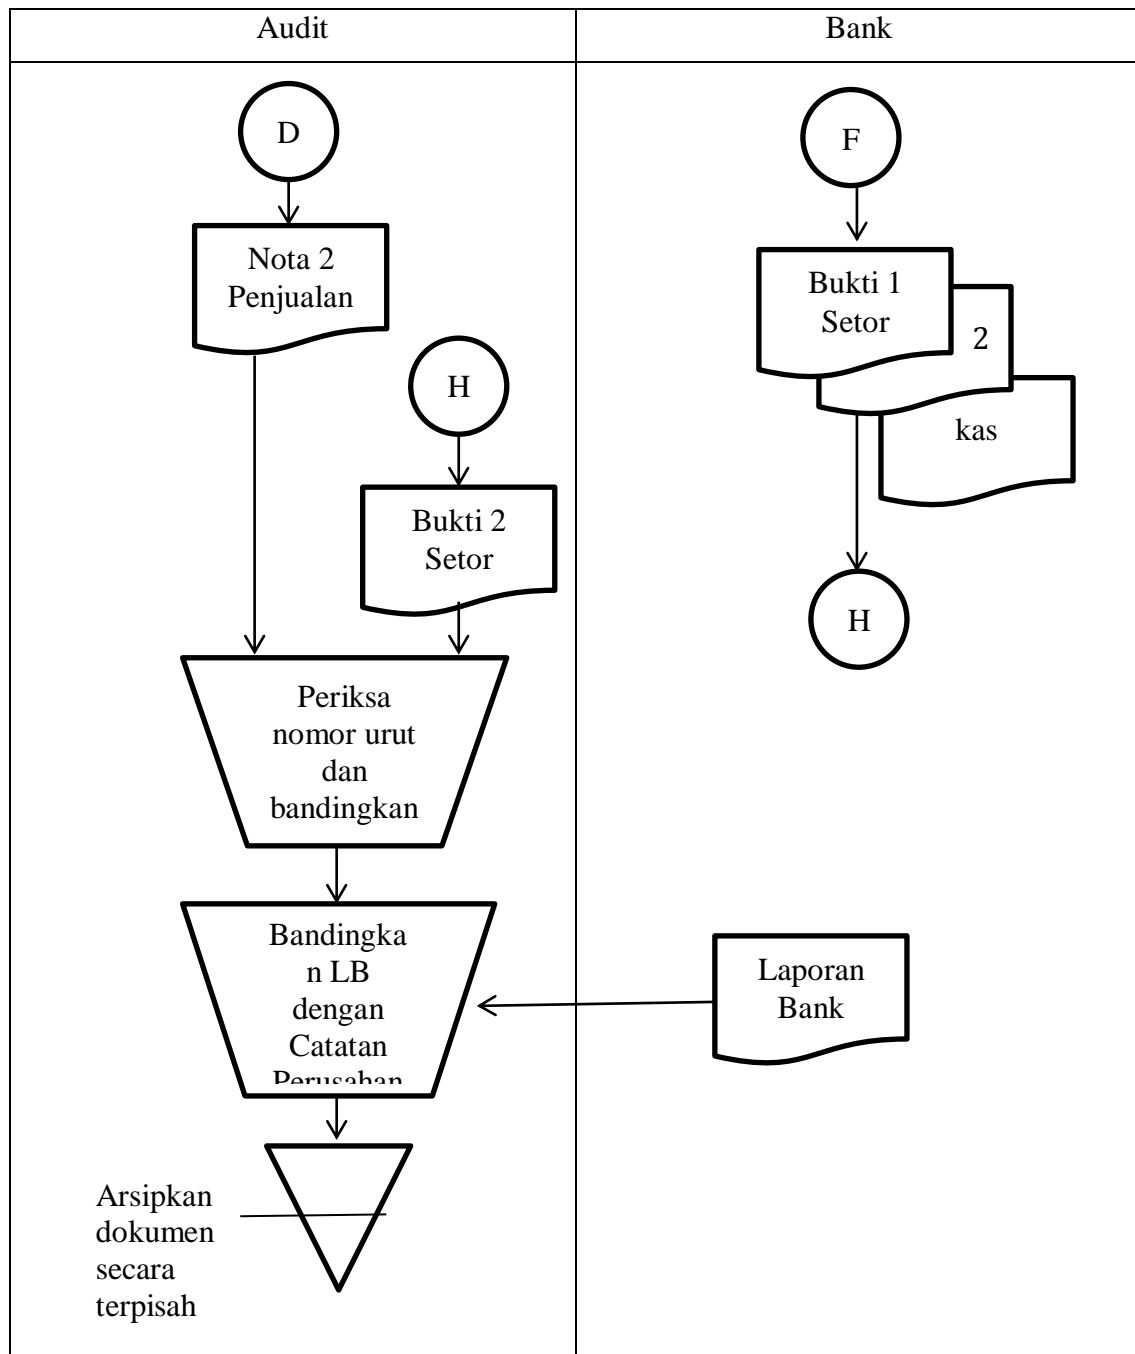 Audit
Bank
D
Nota 2
Penjualan
H
Bukti 2
Setor
Periksa
nomor urut
dan
bandingkan
Bandingka
n LB
dengan
Catatan
Perusahan
Arsipkan
dokumen
secara
terpisah
F
Bukti 1
Setor
2
kas
H
Laporan
Bank